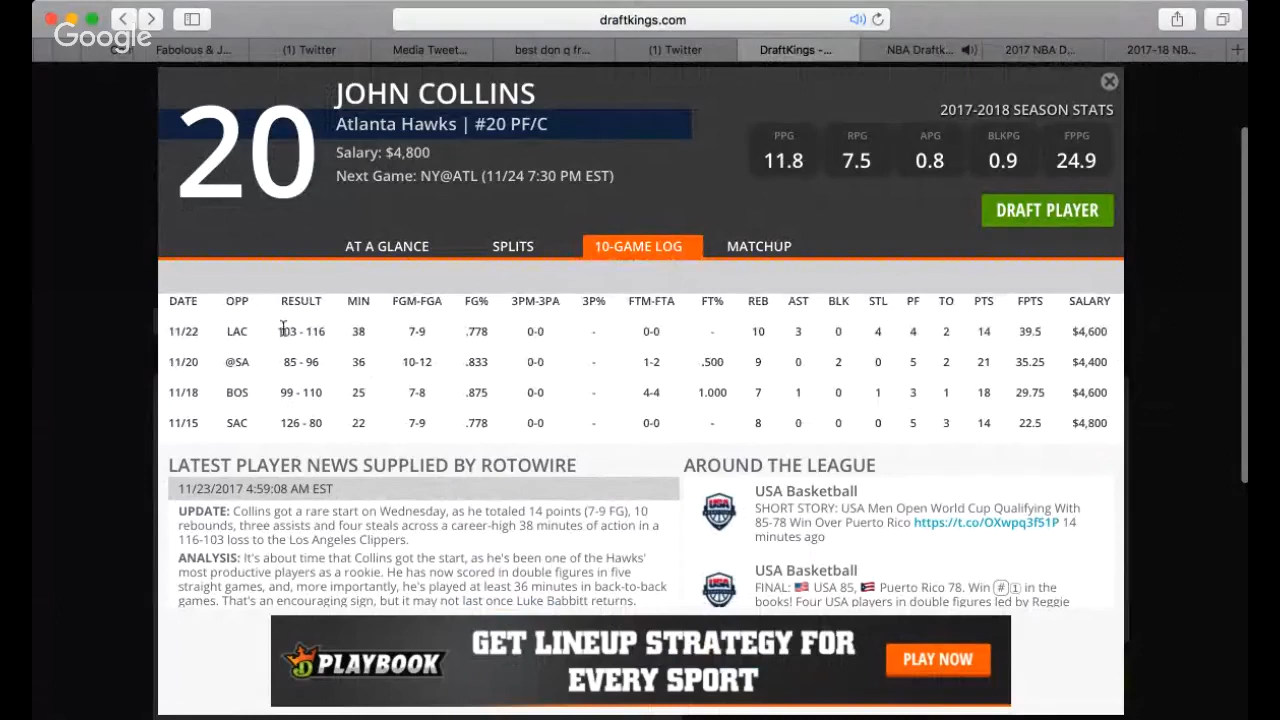 draftkings.com
Google
Fabolous & J...
(1) Twitter
Media Tweet...
best don q fr...
(1) Twitter
DraftKings -...
NBA Draftk...
2017 NBA D...
2017-18 NB...
20
JOHN COLLINS
Atlanta Hawks | #20 PF/C
Salary: $4,800
Next Game: NY@ATL (11/24 7:30 PM EST)
2017-2018 SEASON STATS
PPG RPG APG BLKPG FPPG
11.8 7.5 0.8 0.9 24.9
DRAFT PLAYER
AT A GLANCE SPLITS 10-GAME LOG MATCHUP
DATE OPP RESULT MIN FGM-FGA FG% 3PM-3PA 3P% FTM-FTA FT% REB AST BLK STL PF TO PTS FPTS SALARY
11/22 LAC 103 - 116 38 7-9 .778 0-0 - 0-0 - 10 3 0 4 4 2 14 39.5 $4,600
11/20 @SA 85 - 96 36 10-12 .833 0-0 - 1-2 .500 9 0 2 0 5 2 21 35.25 $4,400
11/18 BOS 99 - 110 25 7-8 .875 0-0 - 4-4 1.000 7 1 0 1 3 1 18 29.75 $4,600
11/15 SAC 126 - 80 22 7-9 .778 0-0 - 0-0 - 8 0 0 0 5 3 14 22.5 $4,800
LATEST PLAYER NEWS SUPPLIED BY ROTOWIRE
11/23/2017 4:59:08 AM EST
UPDATE: Collins got a rare start on Wednesday, as he totaled 14 points (7-9 FG), 10
rebounds, three assists and four steals across a career-high 38 minutes of action in a
116-103 loss to the Los Angeles Clippers.
ANALYSIS: It's about time that Collins got the start, as he's been one of the Hawks'
most productive players as a rookie. He has now scored in double figures in five
straight games, and, more importantly, he's played at least 36 minutes in back-to-back
games. That's an encouraging sign, but it may not last once Luke Babbitt returns.
AROUND THE LEAGUE
USA Basketball
SHORT STORY: USA Men Open World Cup Qualifying With
85-78 Win Over Puerto Rico https://t.co/OXwpq3f51P 14
minutes ago
USA Basketball
FINAL: 🇺🇸 USA 85, 🇵🇷 Puerto Rico 78. Win #1 in the
books! Four USA players in double figures led by Reggie
PLAYBOOK
GET LINEUP STRATEGY FOR
EVERY SPORT
PLAY NOW